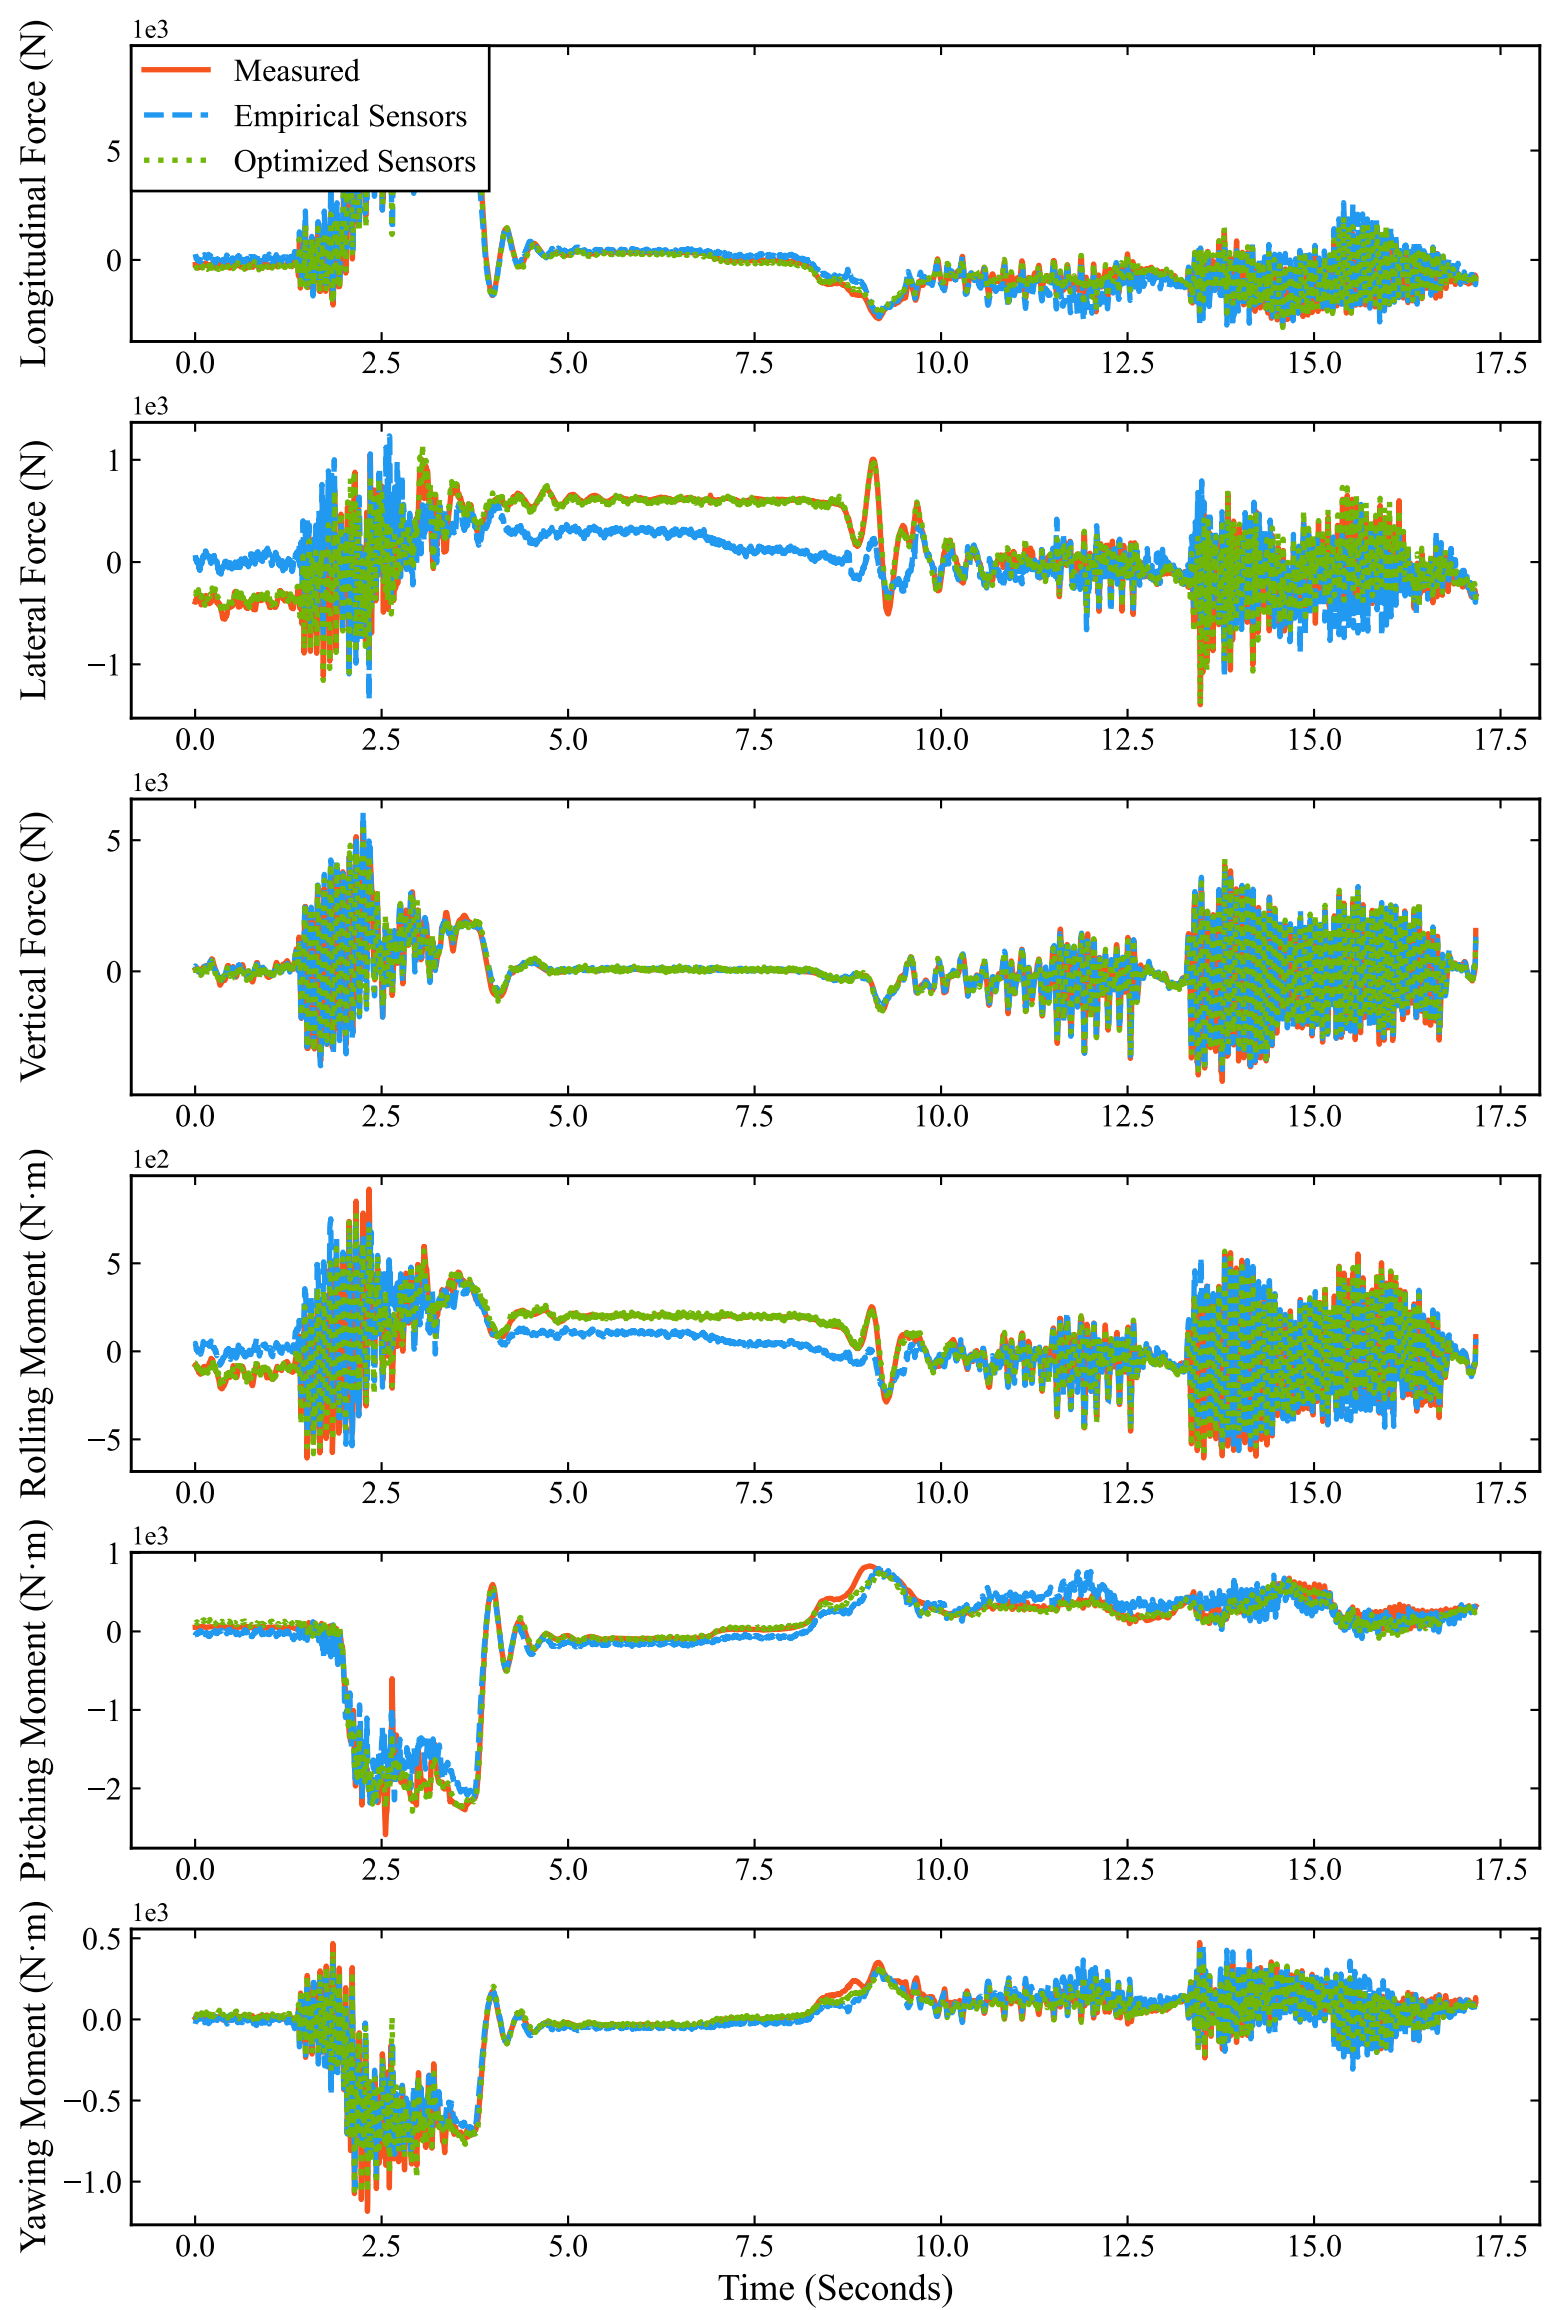 1e3
Longitudinal Force (N)
Measured
Empirical Sensors
Optimized Sensors
5
0
0.0 2.5 5.0 7.5 10.0 12.5 15.0 17.5
1e3
Lateral Force (N)
1
0
−1
0.0 2.5 5.0 7.5 10.0 12.5 15.0 17.5
1e3
Vertical Force (N)
5
0
0.0 2.5 5.0 7.5 10.0 12.5 15.0 17.5
1e2
Rolling Moment (N·m)
5
0
−5
0.0 2.5 5.0 7.5 10.0 12.5 15.0 17.5
1e3
Pitching Moment (N·m)
1
0
−1
−2
0.0 2.5 5.0 7.5 10.0 12.5 15.0 17.5
1e3
Yawing Moment (N·m)
0.5
0.0
−0.5
−1.0
0.0 2.5 5.0 7.5 10.0 12.5 15.0 17.5
Time (Seconds)